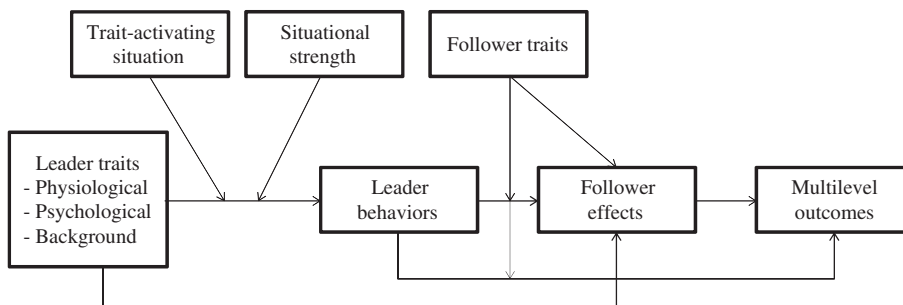 Trait-activating
situation
Situational
strength
Follower traits
Leader traits
- Physiological
- Psychological
- Background
Leader
behaviors
Follower
effects
Multilevel
outcomes